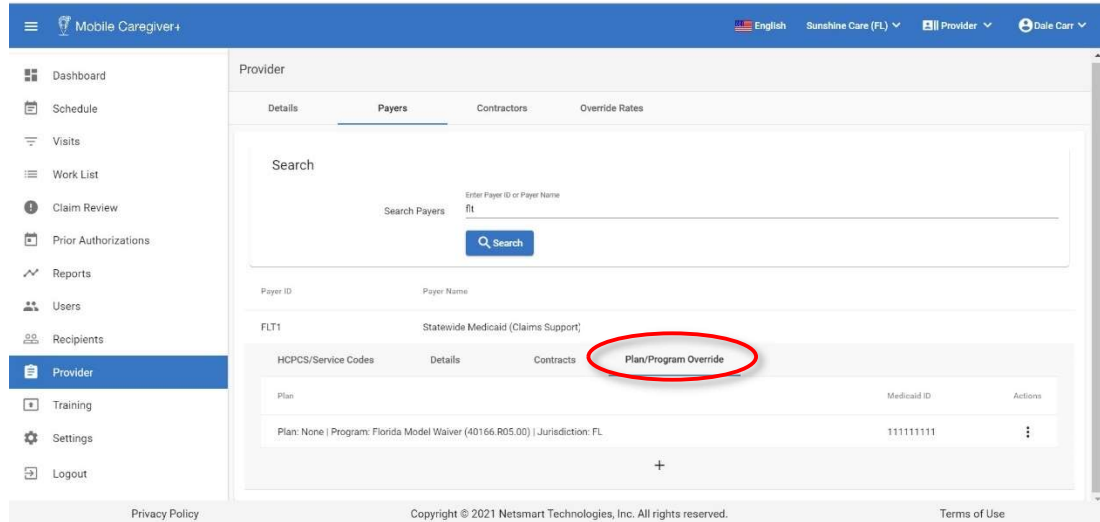 Mobile Caregiver+
English Sunshine Care (FL) Provider Dale Carr
Dashboard
Schedule
Visits
Work List
Claim Review
Prior Authorizations
Reports
Users
Recipients
Provider
Training
Settings
Logout
Provider
Details Payers Contractors Override Rates
Search
Enter Payer ID or Payer Name
Search Payers flt
Search
Payer ID Payer Name
FLT1 Statewide Medicaid (Claims Support)
HCPCS/Service Codes Details Contracts Plan/Program Override
Plan Medicaid ID Actions
Plan: None | Program: Florida Model Waiver (40166.R05.00) | Jurisdiction: FL 111111111
+
Privacy Policy Copyright © 2021 Netsmart Technologies, Inc. All rights reserved. Terms of Use